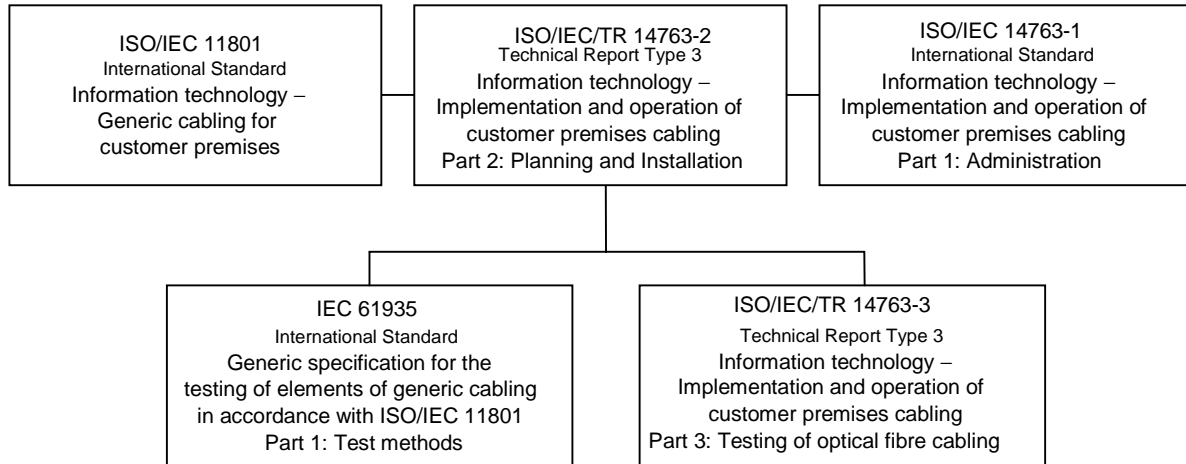 ISO/IEC 11801
International Standard
Information technology –
Generic cabling for
customer premises
ISO/IEC/TR 14763-2
Technical Report Type 3
Information technology –
Implementation and operation of
customer premises cabling
Part 2: Planning and Installation
ISO/IEC 14763-1
International Standard
Information technology –
Implementation and operation of
customer premises cabling
Part 1: Administration
IEC 61935
International Standard
Generic specification for the
testing of elements of generic cabling
in accordance with ISO/IEC 11801
Part 1: Test methods
ISO/IEC/TR 14763-3
Technical Report Type 3
Information technology –
Implementation and operation of
customer premises cabling
Part 3: Testing of optical fibre cabling